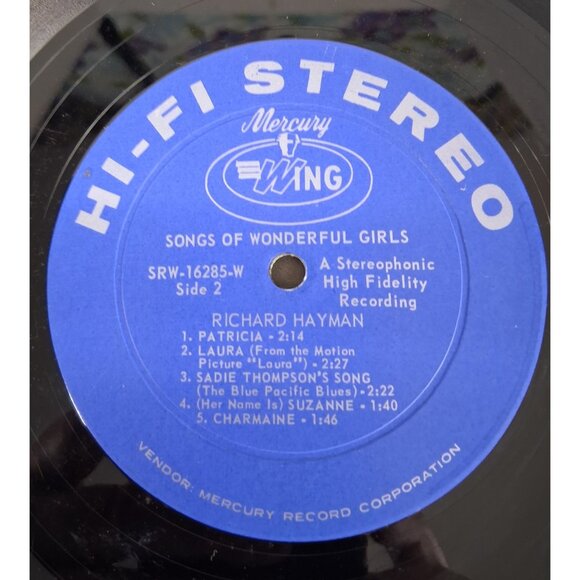 HI-FI STEREO
Mercury
WING
SONGS OF WONDERFUL GIRLS
SRW-16285-W
Side 2
A Stereophonic
High Fidelity
Recording
RICHARD HAYMAN
1. PATRICIA - 2:14
2. LAURA (From the Motion
Picture "Laura") - 2:27
3. SADIE THOMPSON'S SONG
(The Blue Pacific Blues) - 2:22
4. (Her Name Is) SUZANNE - 1:40
5. CHARMAINE - 1:46
VENDOR: MERCURY RECORD CORPORATION